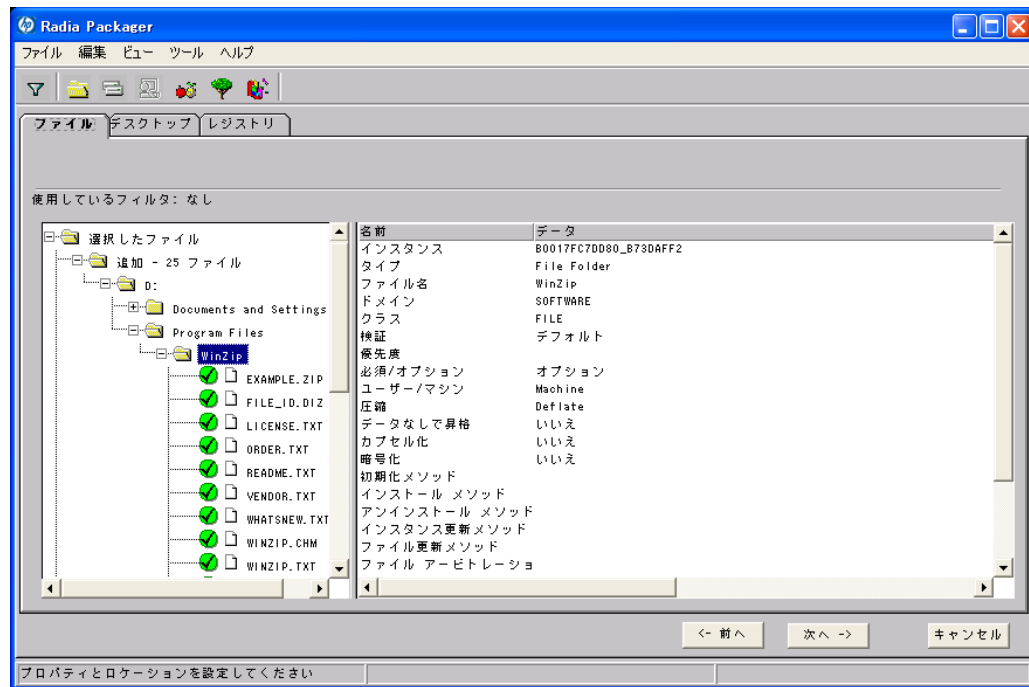 Radia Packager
ファイル 編集 ビュー ツール ヘルプ
ファイル デスクトップ レジストリ
使用しているフィルタ: なし
選択したファイル
追加 - 25 ファイル
D:
Documents and Settings
Program Files
WinZip
EXAMPLE.ZIP
FILE_ID.DIZ
LICENSE.TXT
ORDER.TXT
README.TXT
VENDOR.TXT
WHATSNEW.TXT
WINZIP.CHM
WINZIP.TXT
名前 データ
インスタンス B0017FC7DD80_B73DAFF2
タイプ File Folder
ファイル名 WinZip
ドメイン SOFTWARE
クラス FILE
検証 デフォルト
優先度
必須/オプション オプション
ユーザー/マシン Machine
圧縮 Deflate
データなしで昇格 いいえ
カプセル化 いいえ
暗号化 いいえ
初期化メソッド
インストール メソッド
アンインストール メソッド
インスタンス更新メソッド
ファイル更新メソッド
ファイル アービトレーショ
<- 前へ 次へ -> キャンセル
プロパティとロケーションを設定してください